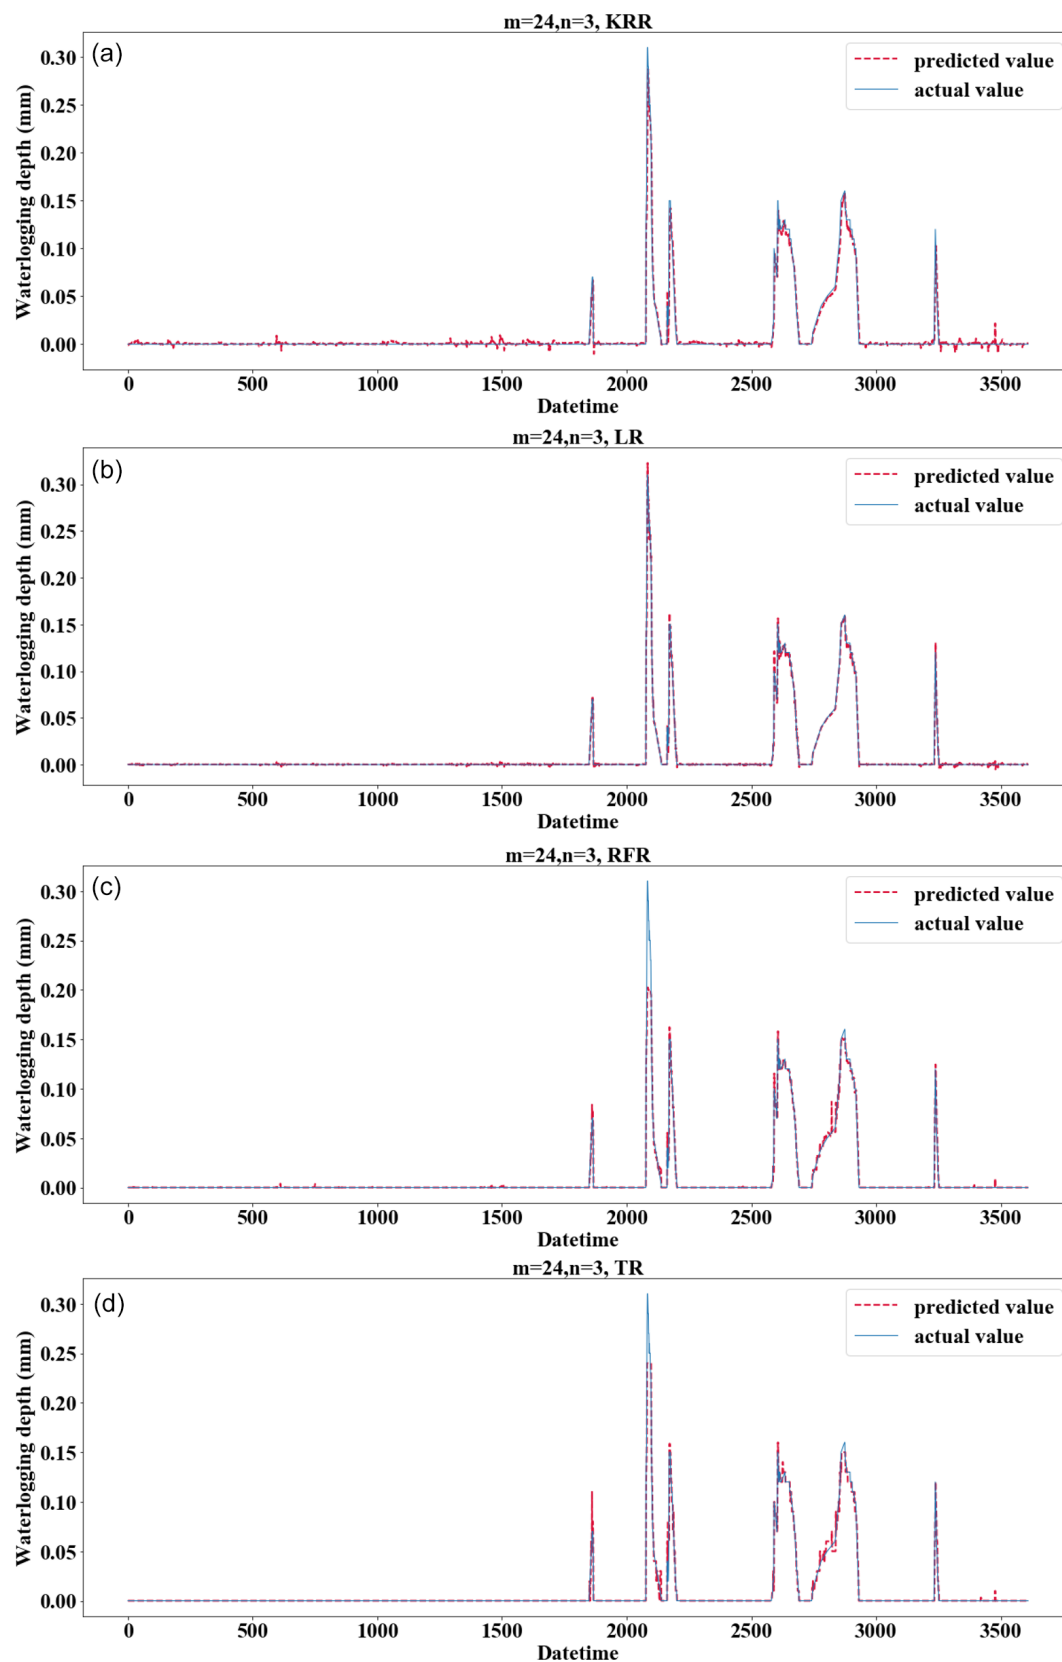 m=24,n=3, KRR
(a)
predicted value
actual value
Waterlogging depth (mm)
0.30
0.25
0.20
0.15
0.10
0.05
0.00
0 500 1000 1500 2000 2500 3000 3500
Datetime
m=24,n=3, LR
(b)
predicted value
actual value
Waterlogging depth (mm)
0.30
0.25
0.20
0.15
0.10
0.05
0.00
0 500 1000 1500 2000 2500 3000 3500
Datetime
m=24,n=3, RFR
(c)
predicted value
actual value
Waterlogging depth (mm)
0.30
0.25
0.20
0.15
0.10
0.05
0.00
0 500 1000 1500 2000 2500 3000 3500
Datetime
m=24,n=3, TR
(d)
predicted value
actual value
Waterlogging depth (mm)
0.30
0.25
0.20
0.15
0.10
0.05
0.00
0 500 1000 1500 2000 2500 3000 3500
Datetime